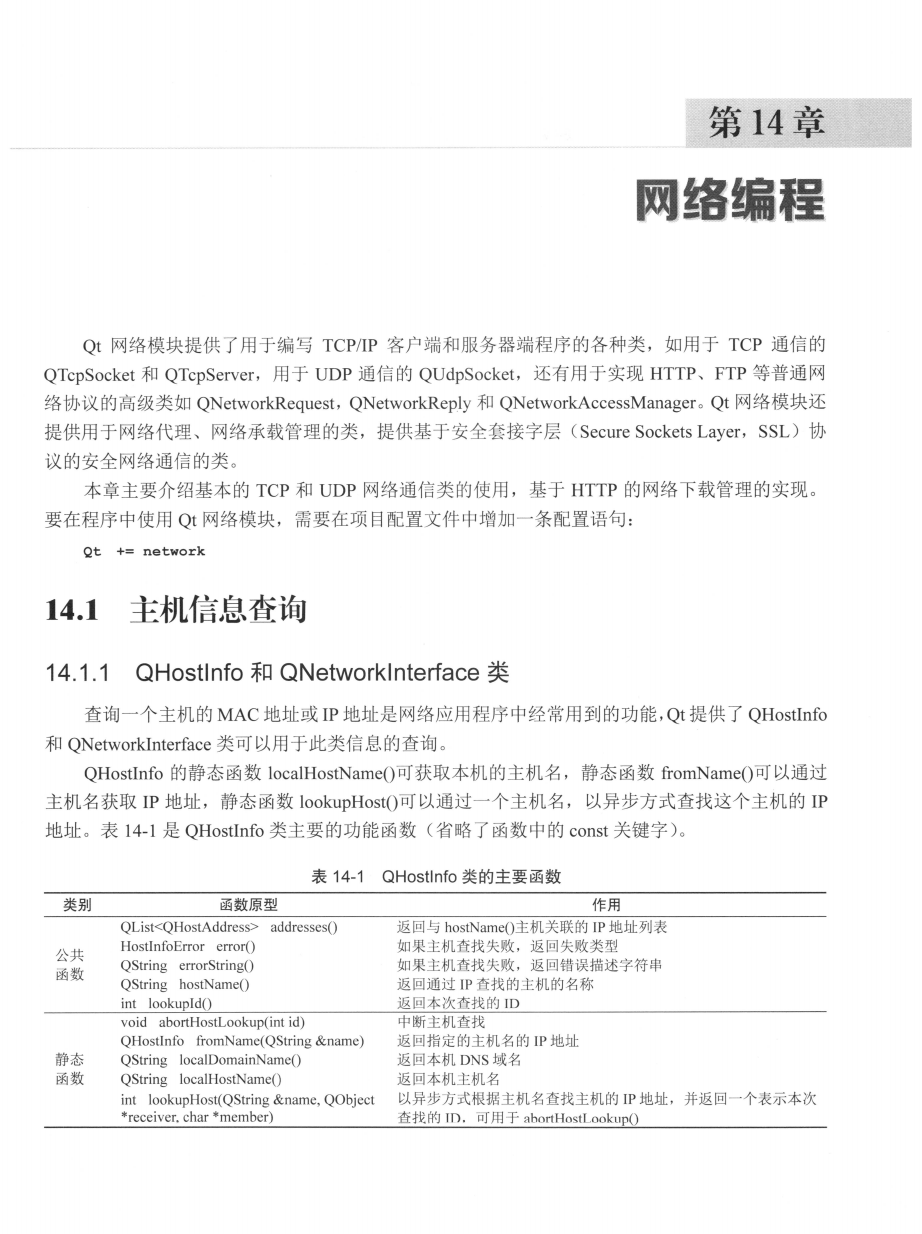 第 14 章
网络编程
Qt 网络模块提供了用于编写 TCP/IP 客户端和服务器端程序的各种类，如用于 TCP 通信的
QTcpSocket 和 QTcpServer，用于 UDP 通信的 QUdpSocket，还有用于实现 HTTP、FTP 等普通网
络协议的高级类如 QNetworkRequest，QNetworkReply 和 QNetworkAccessManager。Qt 网络模块还
提供用于网络代理、网络承载管理的类，提供基于安全套接字层（Secure Sockets Layer，SSL）协
议的安全网络通信的类。
本章主要介绍基本的 TCP 和 UDP 网络通信类的使用，基于 HTTP 的网络下载管理的实现。
要在程序中使用 Qt 网络模块，需要在项目配置文件中增加一条配置语句：
Qt += network
14.1 主机信息查询
14.1.1 QHostInfo 和 QNetworkInterface 类
查询一个主机的 MAC 地址或 IP 地址是网络应用程序中经常用到的功能，Qt 提供了 QHostInfo
和 QNetworkInterface 类可以用于此类信息的查询。
QHostInfo 的静态函数 localHostName()可获取本机的主机名，静态函数 fromName()可以通过
主机名获取 IP 地址，静态函数 lookupHost()可以通过一个主机名，以异步方式查找这个主机的 IP
地址。表 14-1 是 QHostInfo 类主要的功能函数（省略了函数中的 const 关键字）。
表 14-1 QHostInfo 类的主要函数
类别 函数原型 作用
公共函数 QList<QHostAddress> addresses() 返回与 hostName()主机关联的 IP 地址列表
HostInfoError error() 如果主机查找失败，返回失败类型
QString errorString() 如果主机查找失败，返回错误描述字符串
QString hostName() 返回通过 IP 查找的主机的名称
int lookupId() 返回本次查找的 ID
静态函数 void abortHostLookup(int id) 中断主机查找
QHostInfo fromName(QString &name) 返回指定的主机名的 IP 地址
QString localDomainName() 返回本机 DNS 域名
QString localHostName() 返回本机主机名
int lookupHost(QString &name, QObject 以异步方式根据主机名查找主机的 IP 地址，并返回一个表示本次
*receiver, char *member) 查找的 ID，可用于 abortHostLookup()